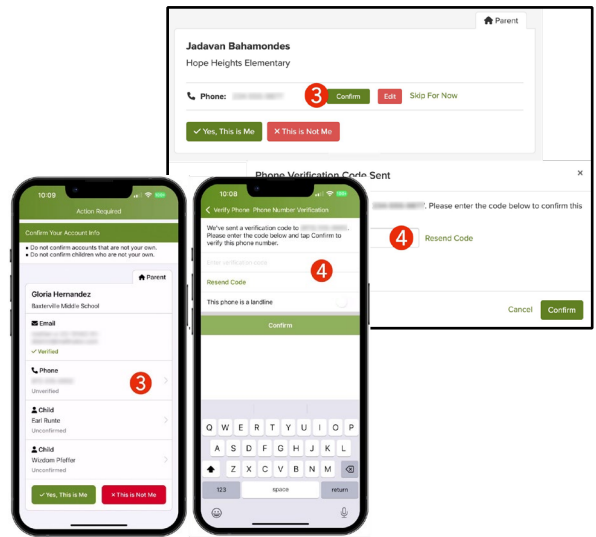 Parent
Jadavan Bahamondes
Hope Heights Elementary
Phone:
3
Confirm
Edit
Skip For Now
✓ Yes, This is Me
× This is Not Me
Phone Verification Code Sent
×
. Please enter the code below to confirm this
4
Resend Code
Cancel
Confirm
10:09
Action Required
Confirm Your Account Info
• Do not confirm accounts that are not your own.
• Do not confirm children who are not your own.
Parent
Gloria Hernandez
Baxterville Middle School
Email
✓ Verified
Phone
3
Unverified
Child
Earl Runte
Unconfirmed
Child
Wizdom Pfeffer
Unconfirmed
✓ Yes, This is Me
× This is Not Me
10:08
Verify Phone Phone Number Verification
We've sent a verification code to
Please enter the code below and tap Confirm to
verify this phone number.
Enter verification code
4
Resend Code
This phone is a landline
Confirm
Q W E R T Y U I O P
A S D F G H J K L
Z X C V B N M
123 space return